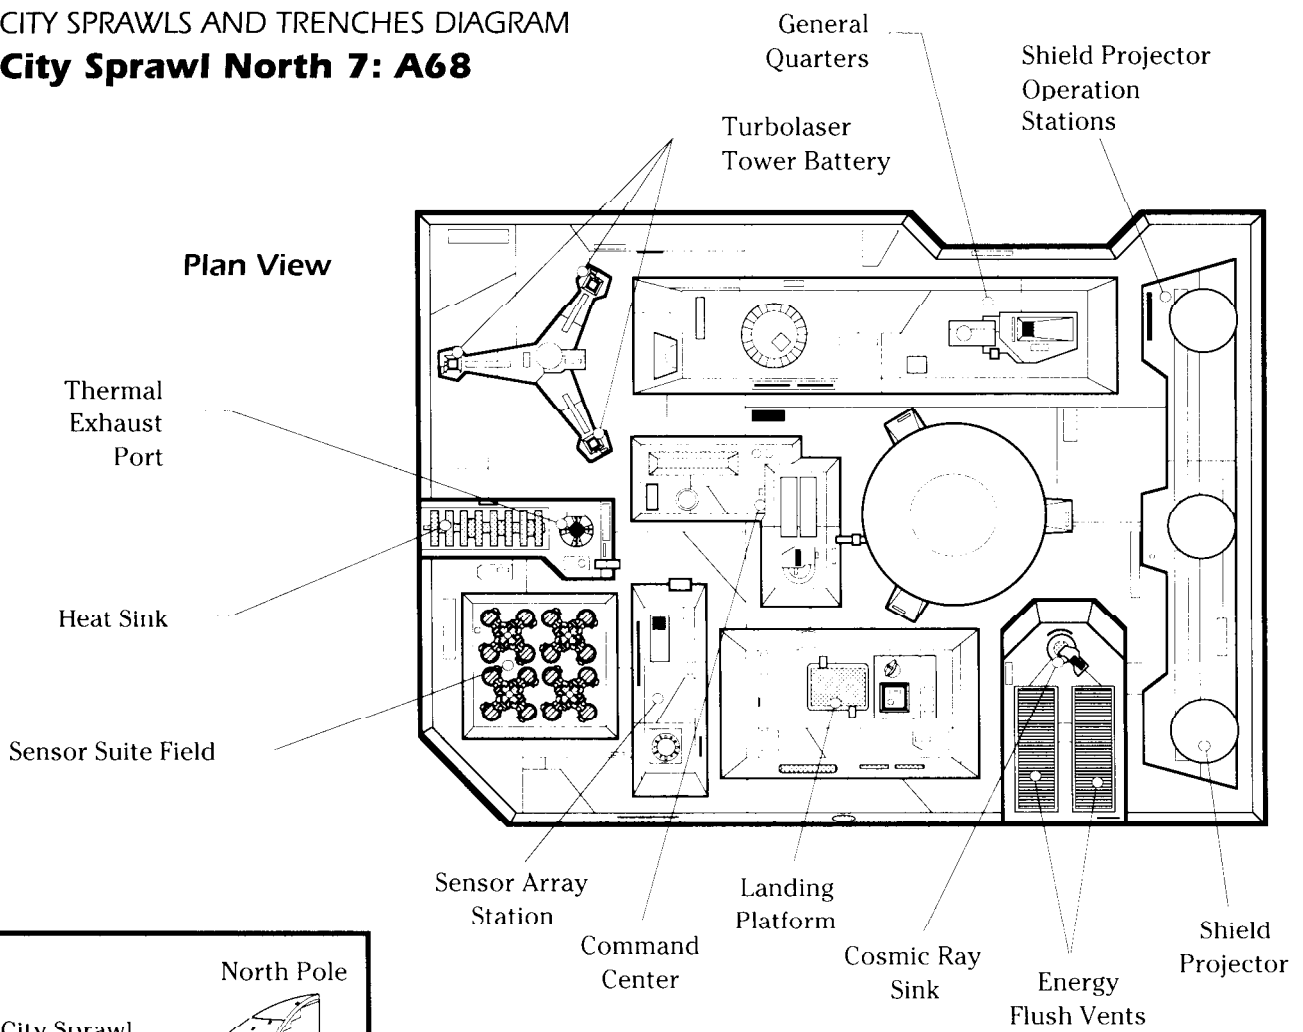 CITY SPRAWLS AND TRENCHES DIAGRAM
City Sprawl North 7: A68
General
Quarters
Shield Projector
Operation
Stations
Turbolaser
Tower Battery
Plan View
Thermal
Exhaust
Port
Heat Sink
Sensor Suite Field
Sensor Array
Station
Command
Center
Landing
Platform
Cosmic Ray
Sink
Energy
Flush Vents
Shield
Projector
North Pole
City Sprawl